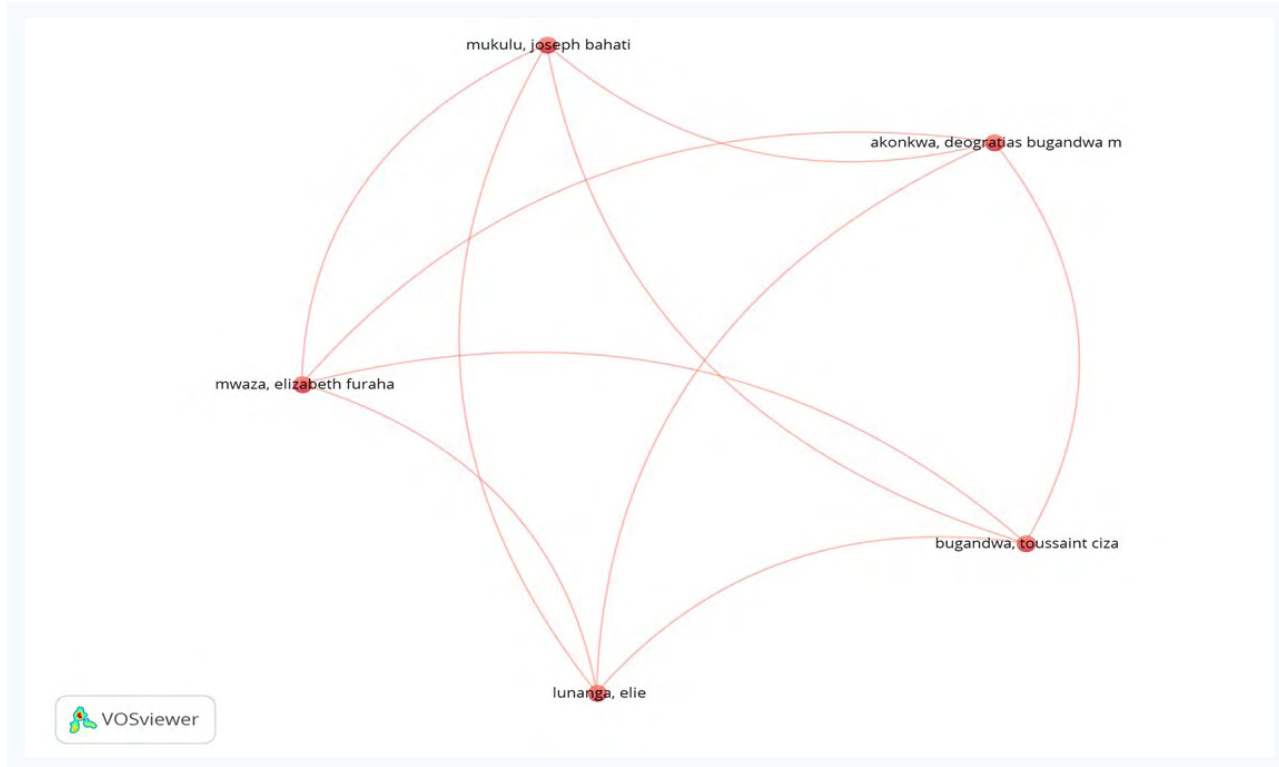 mukulu, joseph bahati
akonkwa, deogratias bugandwa m
mwaza, elizabeth furaha
bugandwa, toussaint ciza
lunanga, elie
VOSviewer